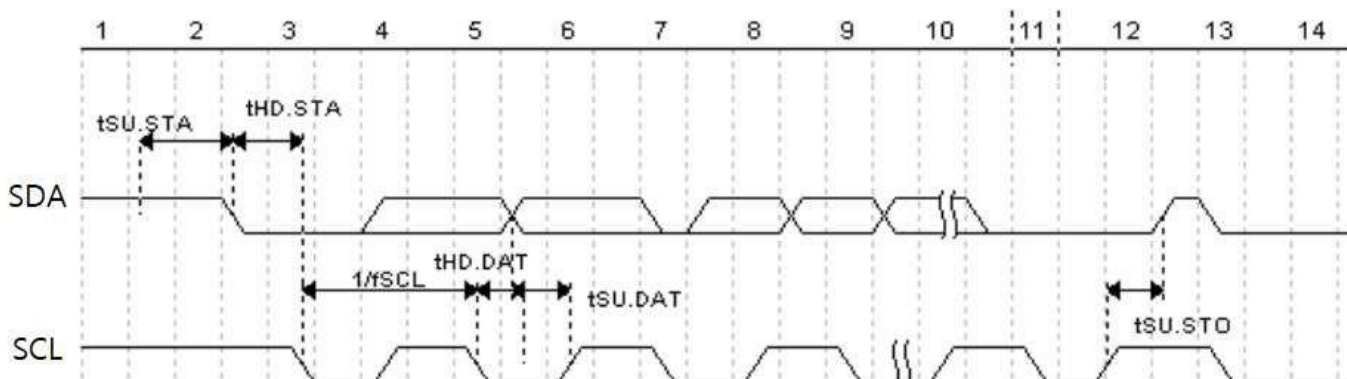 1 2 3 4 5 6 7 8 9 10 11 12 13 14
tHD.STA
tSU.STA
SDA
tHD.DAT
1/fSCL
tSU.DAT
tSU.STO
SCL